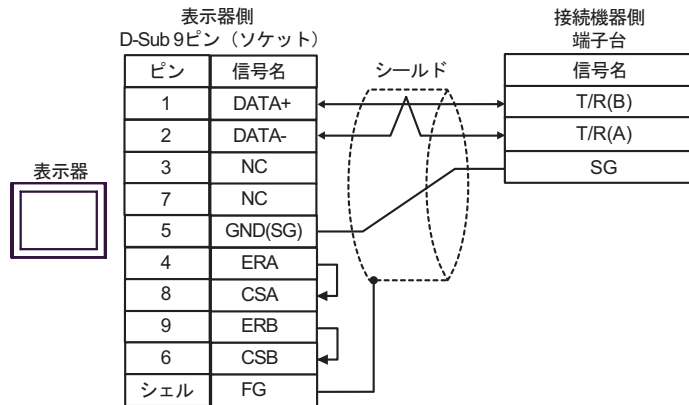 表示器側
D-Sub 9ピン（ソケット）
接続機器側
端子台
ピン 信号名 シールド 信号名
1 DATA+ T/R(B)
2 DATA- T/R(A)
3 NC SG
表示器
7 NC
5 GND(SG)
4 ERA
8 CSA
9 ERB
6 CSB
シェル FG